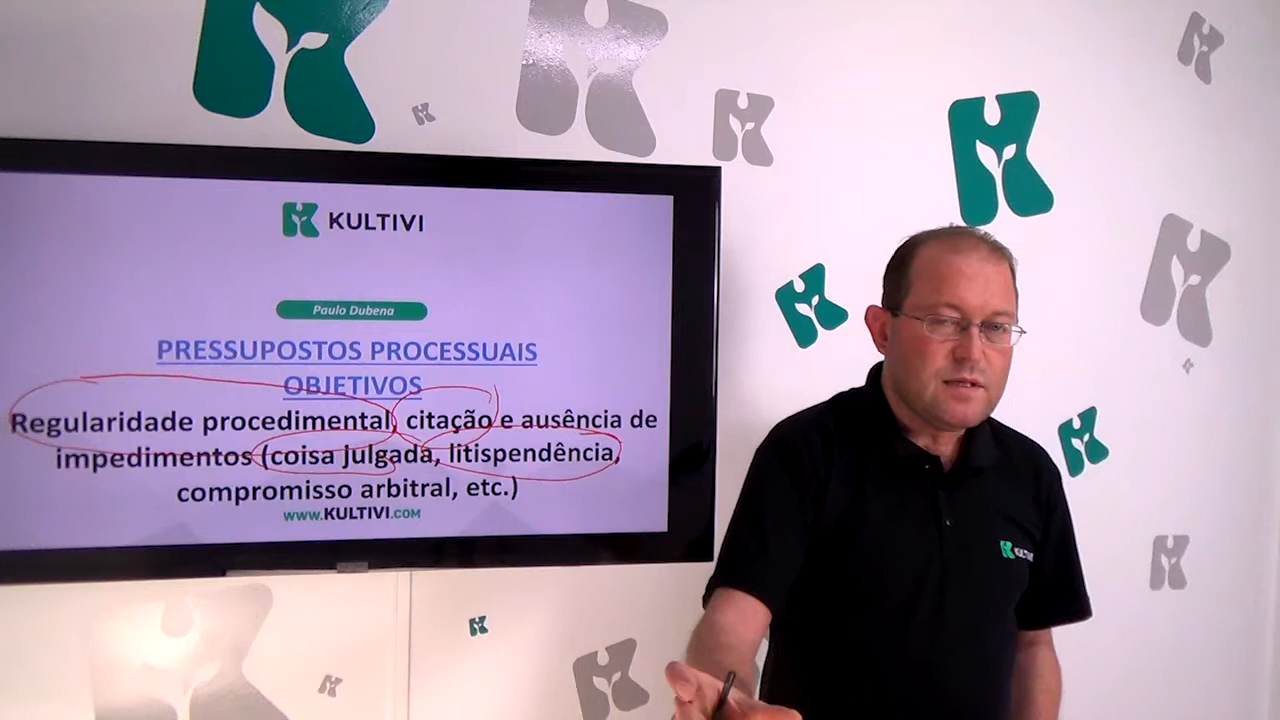 KULTIVI
Paulo Dubena
PRESSUPOSTOS PROCESSUAIS
OBJETIVOS
Regularidade procedimental, citação e ausência de
impedimentos (coisa julgada, litispendência,
compromisso arbitral, etc.)
www.KULTIVI.COM
KULTIVI